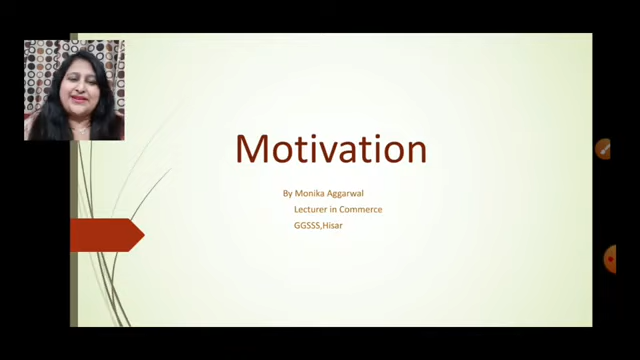 Motivation
By Monika Aggarwal
Lecturer in Commerce
GGSSS,Hisar